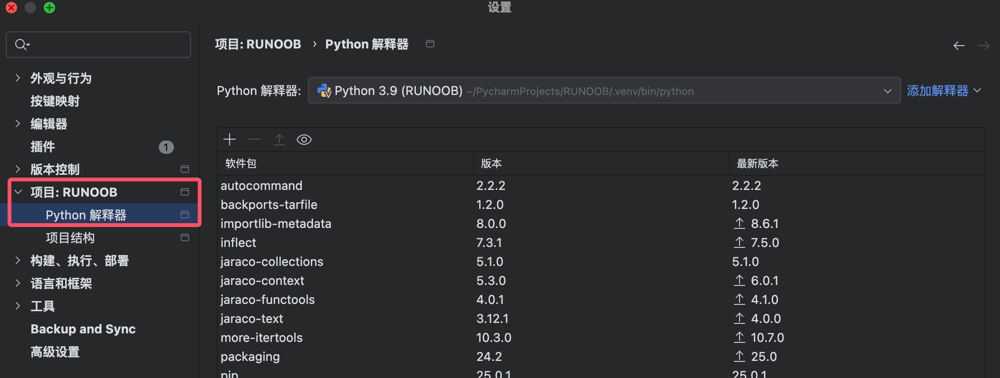 设置
项目: RUNOOB › Python 解释器
Python 解释器: Python 3.9 (RUNOOB) ~/PycharmProjects/RUNOOB/.venv/bin/python 添加解释器
外观与行为
按键映射
编辑器
插件 1
版本控制
项目: RUNOOB
Python 解释器
项目结构
构建、执行、部署
语言和框架
工具
Backup and Sync
高级设置
软件包 版本 最新版本
autocommand 2.2.2 2.2.2
backports-tarfile 1.2.0 1.2.0
importlib-metadata 8.0.0 8.6.1
inflect 7.3.1 7.5.0
jaraco-collections 5.1.0 5.1.0
jaraco-context 5.3.0 6.0.1
jaraco-functools 4.0.1 4.1.0
jaraco-text 3.12.1 4.0.0
more-itertools 10.3.0 10.7.0
packaging 24.2 25.0
pip 25.0.1 25.0.1